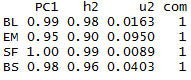 PC1 h2 u2 com
BL 0.99 0.98 0.0163 1
EM 0.95 0.90 0.0950 1
SF 1.00 0.99 0.0089 1
BS 0.98 0.96 0.0403 1